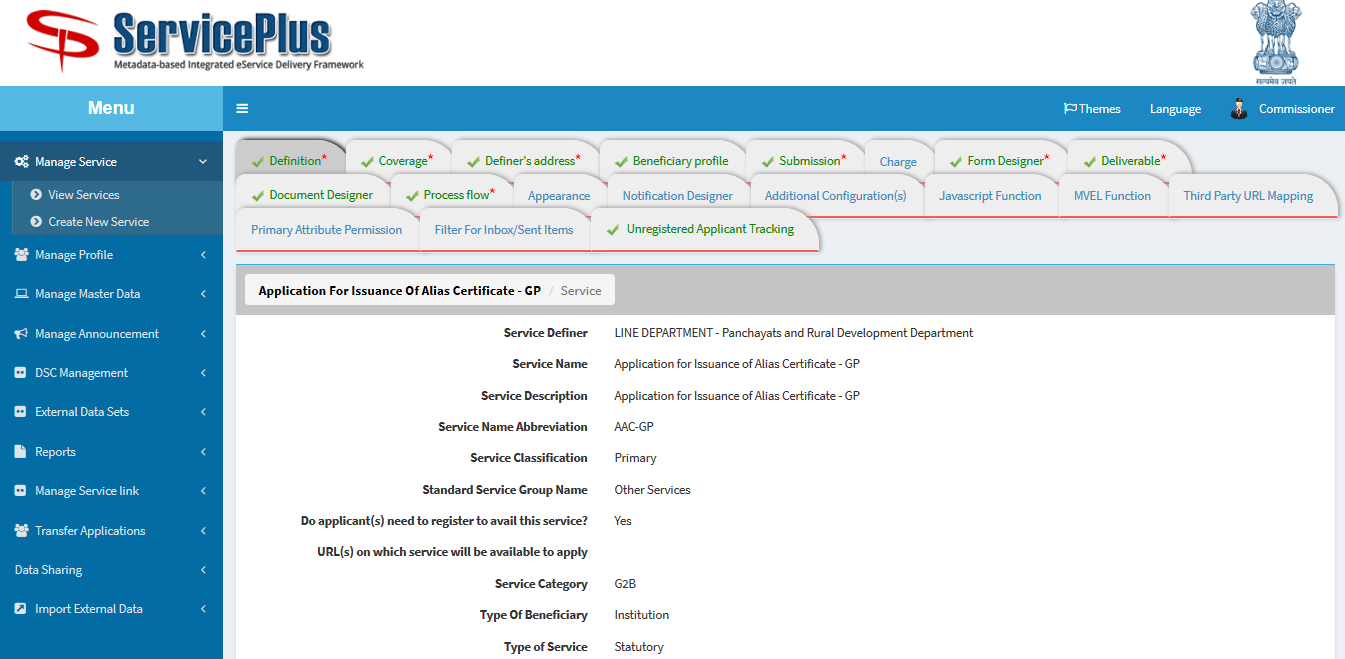 ServicePlus
Metadata-based Integrated eService Delivery Framework
सत्यमेव जयते
Menu
Themes Language Commissioner
Manage Service
View Services
Create New Service
Manage Profile
Manage Master Data
Manage Announcement
DSC Management
External Data Sets
Reports
Manage Service link
Transfer Applications
Data Sharing
Import External Data
Definition* Coverage* Definer's address* Beneficiary profile Submission* Charge Form Designer* Deliverable*
Document Designer Process flow* Appearance Notification Designer Additional Configuration(s) Javascript Function MVEL Function Third Party URL Mapping
Primary Attribute Permission Filter For Inbox/Sent Items Unregistered Applicant Tracking
Application For Issuance Of Alias Certificate - GP / Service
Service Definer LINE DEPARTMENT - Panchayats and Rural Development Department
Service Name Application for Issuance of Alias Certificate - GP
Service Description Application for Issuance of Alias Certificate - GP
Service Name Abbreviation AAC-GP
Service Classification Primary
Standard Service Group Name Other Services
Do applicant(s) need to register to avail this service? Yes
URL(s) on which service will be available to apply
Service Category G2B
Type Of Beneficiary Institution
Type of Service Statutory